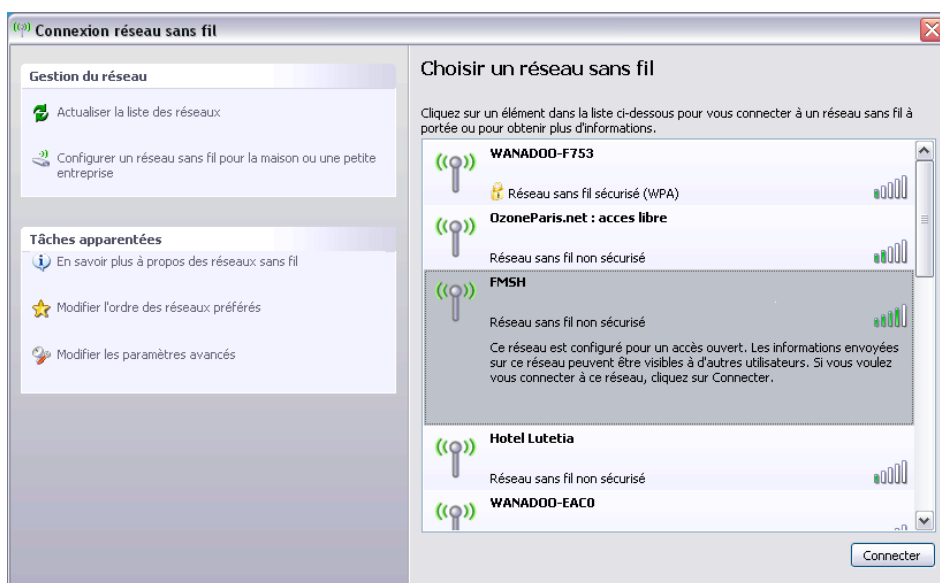 Connexion réseau sans fil
Gestion du réseau
Actualiser la liste des réseaux
Configurer un réseau sans fil pour la maison ou une petite
entreprise
Tâches apparentées
En savoir plus à propos des réseaux sans fil
Modifier l'ordre des réseaux préférés
Modifier les paramètres avancés
Choisir un réseau sans fil
Cliquez sur un élément dans la liste ci-dessous pour vous connecter à un réseau sans fil à
portée ou pour obtenir plus d'informations.
WANADOO-F753
Réseau sans fil sécurisé (WPA)
OzoneParis.net : acces libre
Réseau sans fil non sécurisé
FMSH
Réseau sans fil non sécurisé
Ce réseau est configuré pour un accès ouvert. Les informations envoyées
sur ce réseau peuvent être visibles à d'autres utilisateurs. Si vous voulez
vous connecter à ce réseau, cliquez sur Connecter.
Hotel Lutetia
Réseau sans fil non sécurisé
WANADOO-EAC0
Connecter